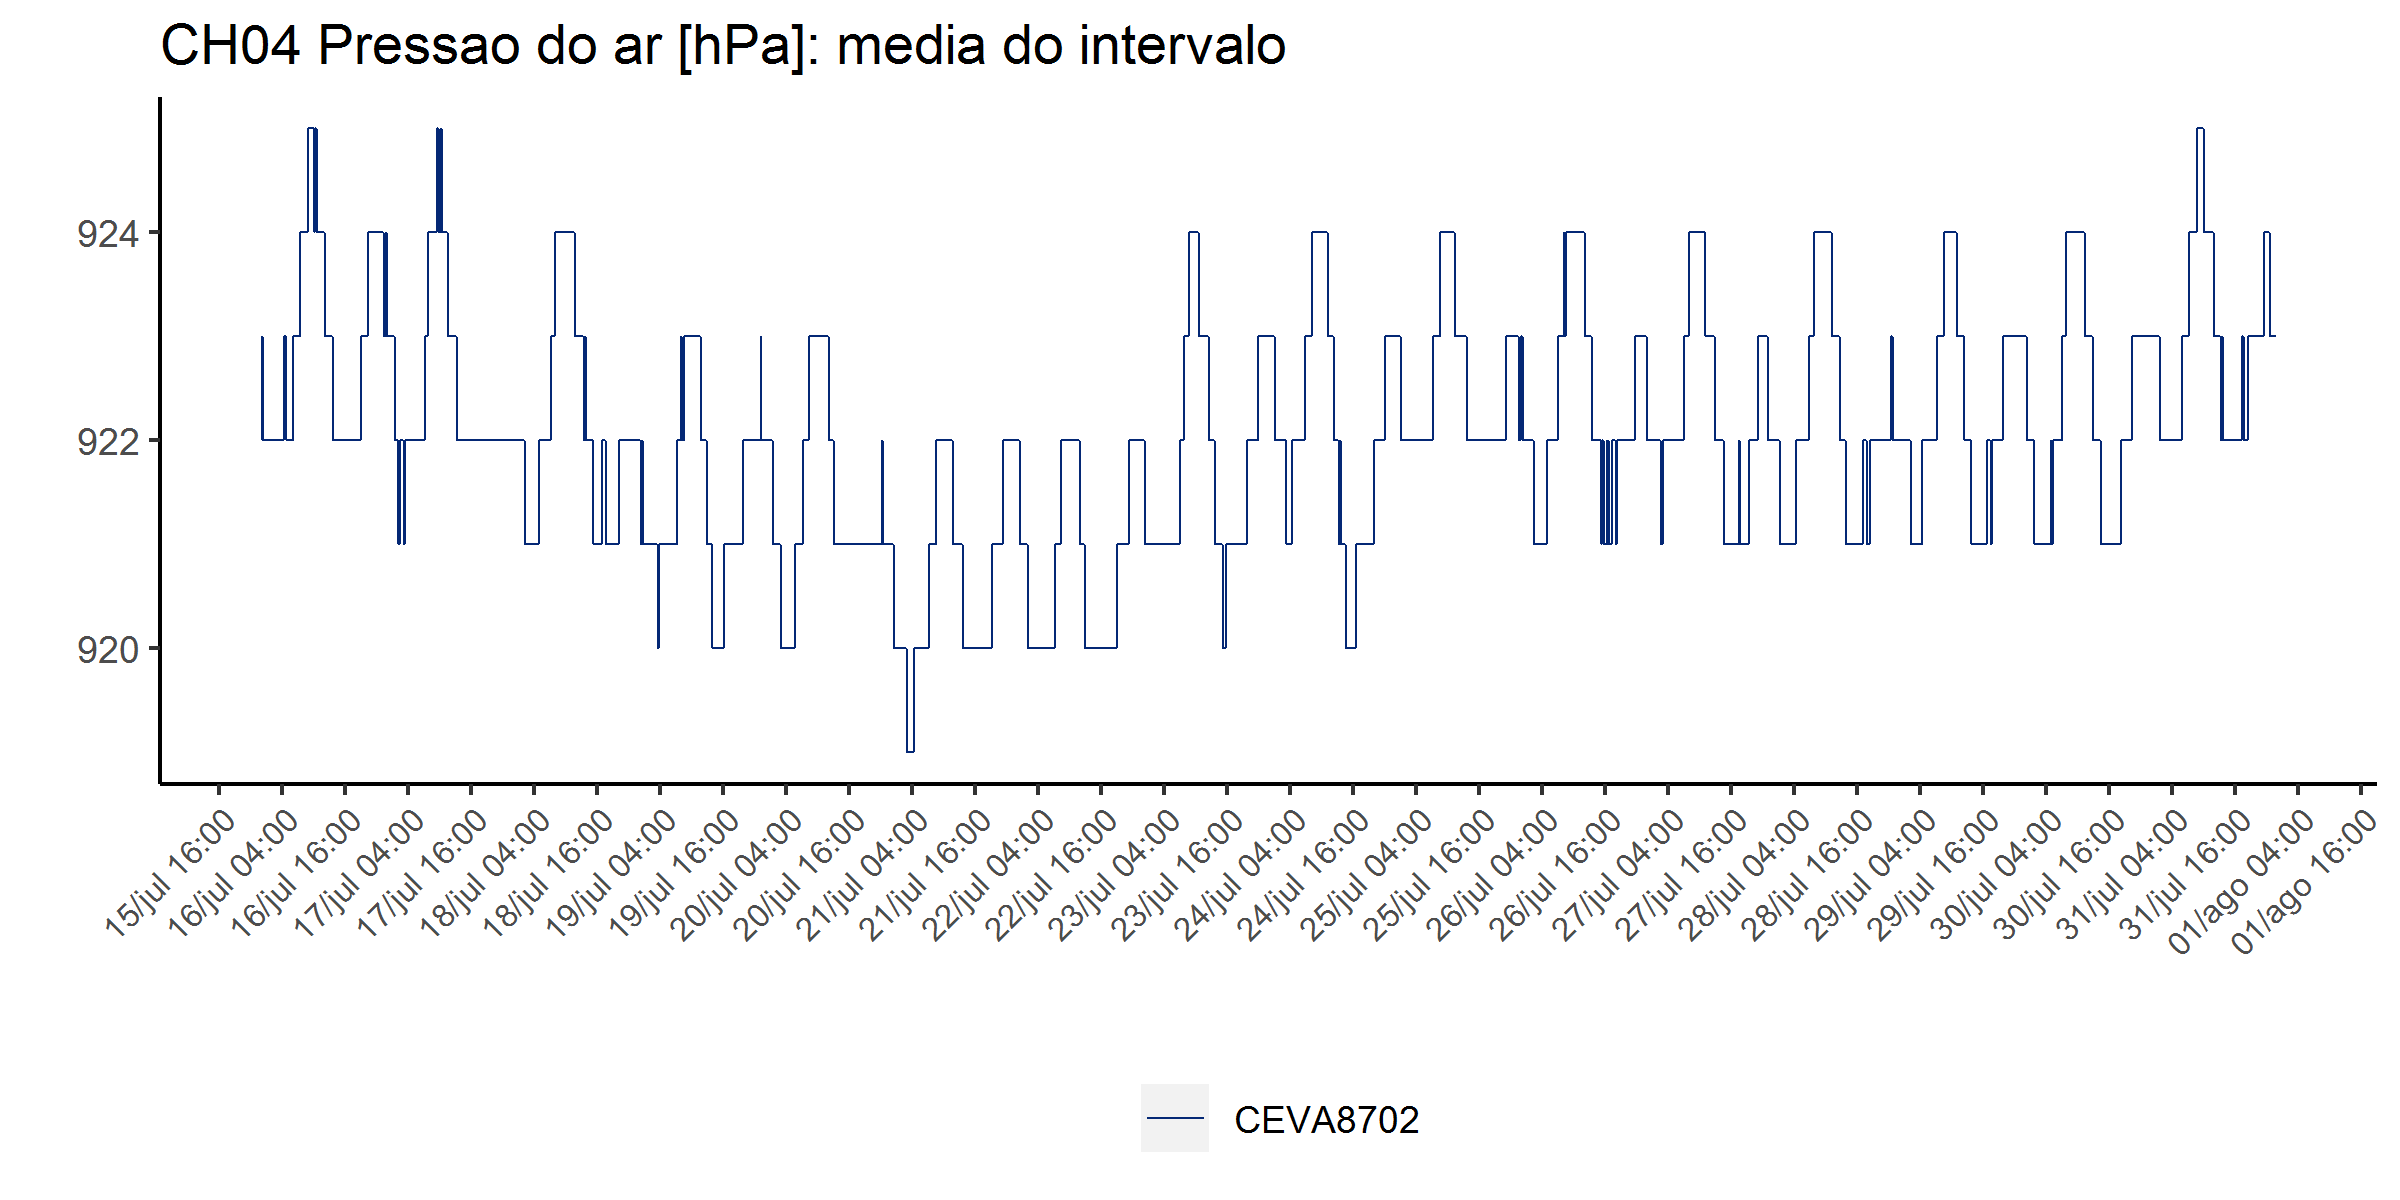 CH04 Pressao do ar [hPa]: media do intervalo
924
922
920
15/jul 16:00
16/jul 04:00
16/jul 16:00
17/jul 04:00
17/jul 16:00
18/jul 04:00
18/jul 16:00
19/jul 04:00
19/jul 16:00
20/jul 04:00
20/jul 16:00
21/jul 04:00
21/jul 16:00
22/jul 04:00
22/jul 16:00
23/jul 04:00
23/jul 16:00
24/jul 04:00
24/jul 16:00
25/jul 04:00
25/jul 16:00
26/jul 04:00
26/jul 16:00
27/jul 04:00
27/jul 16:00
28/jul 04:00
28/jul 16:00
29/jul 04:00
29/jul 16:00
30/jul 04:00
30/jul 16:00
31/jul 04:00
31/jul 16:00
01/ago 04:00
01/ago 16:00
CEVA8702